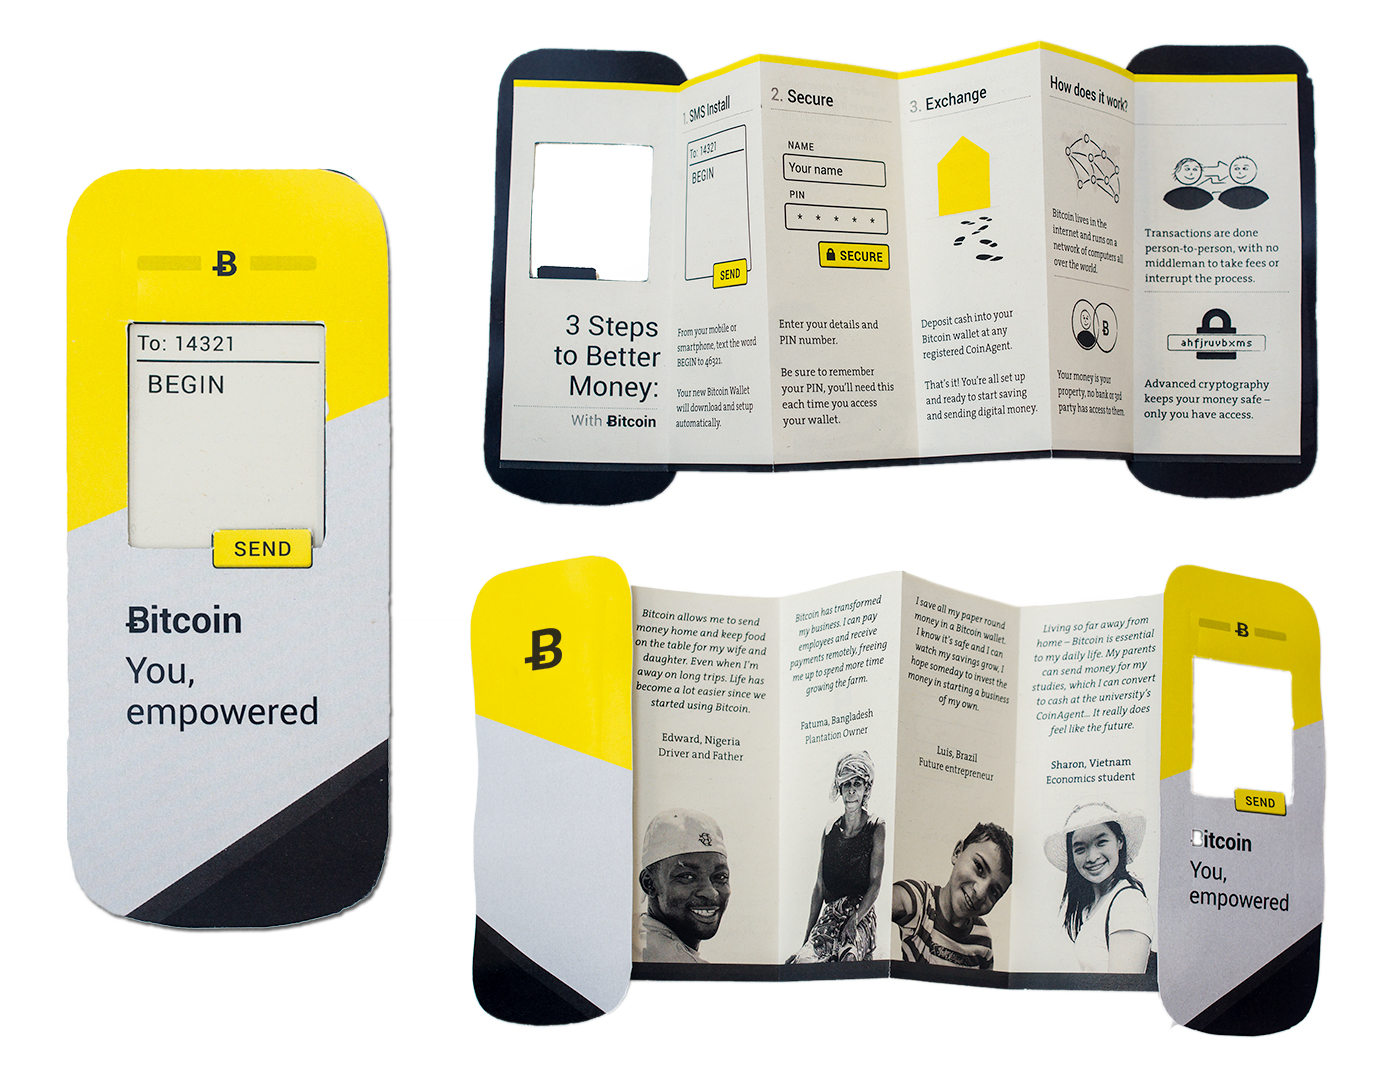 To: 14321
BEGIN
SEND
Bitcoin
You,
empowered
3 Steps
to Better
Money:
With Bitcoin
1. SMS Install
To: 14321
BEGIN
SEND
From your mobile or
smartphone, text the word
BEGIN to 46321.
Your new Bitcoin Wallet
will download and setup
automatically.
2. Secure
NAME
Your name
PIN
* * * * *
SECURE
Enter your details and
PIN number.
Be sure to remember
your PIN, you'll need this
each time you access
your wallet.
3. Exchange
Deposit cash into your
Bitcoin wallet at any
registered CoinAgent.
That's it! You're all set up
and ready to start saving
and sending digital money.
How does it work?
Bitcoin lives in the
internet and runs on a
network of computers all
over the world.
Your money is your
property, no bank or 3rd
party has access to them.
Transactions are done
person-to-person, with no
middleman to take fees or
interrupt the process.
ahfjruvbxms
Advanced cryptography
keeps your money safe –
only you have access.
Bitcoin allows me to send
money home and keep food
on the table for my wife and
daughter. Even when I'm
away on long trips. Life has
become a lot easier since we
started using Bitcoin.
Edward, Nigeria
Driver and Father
Bitcoin has transformed
my business. I can pay
employees and receive
payments remotely, freeing
me up to spend more time
growing the farm.
Fatuma, Bangladesh
Plantation Owner
I save all my paper round
money in a Bitcoin wallet.
I know it's safe and I can
watch my savings grow, I
hope someday to invest the
money in starting a business
of my own.
Luis, Brazil
Future entrepreneur
Living so far away from
home – Bitcoin is essential
to my daily life. My parents
can send money for my
studies, which I can convert
to cash at the university's
CoinAgent... It really does
feel like the future.
Sharon, Vietnam
Economics student
SEND
Bitcoin
You,
empowered